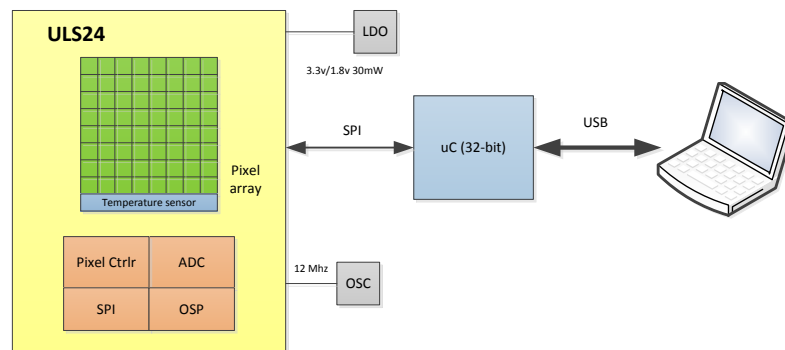 ULS24
LDO
3.3v/1.8v 30mW
SPI
uC (32-bit)
USB
Pixel
array
Temperature sensor
Pixel Ctrlr
ADC
12 Mhz
OSC
SPI
OSP